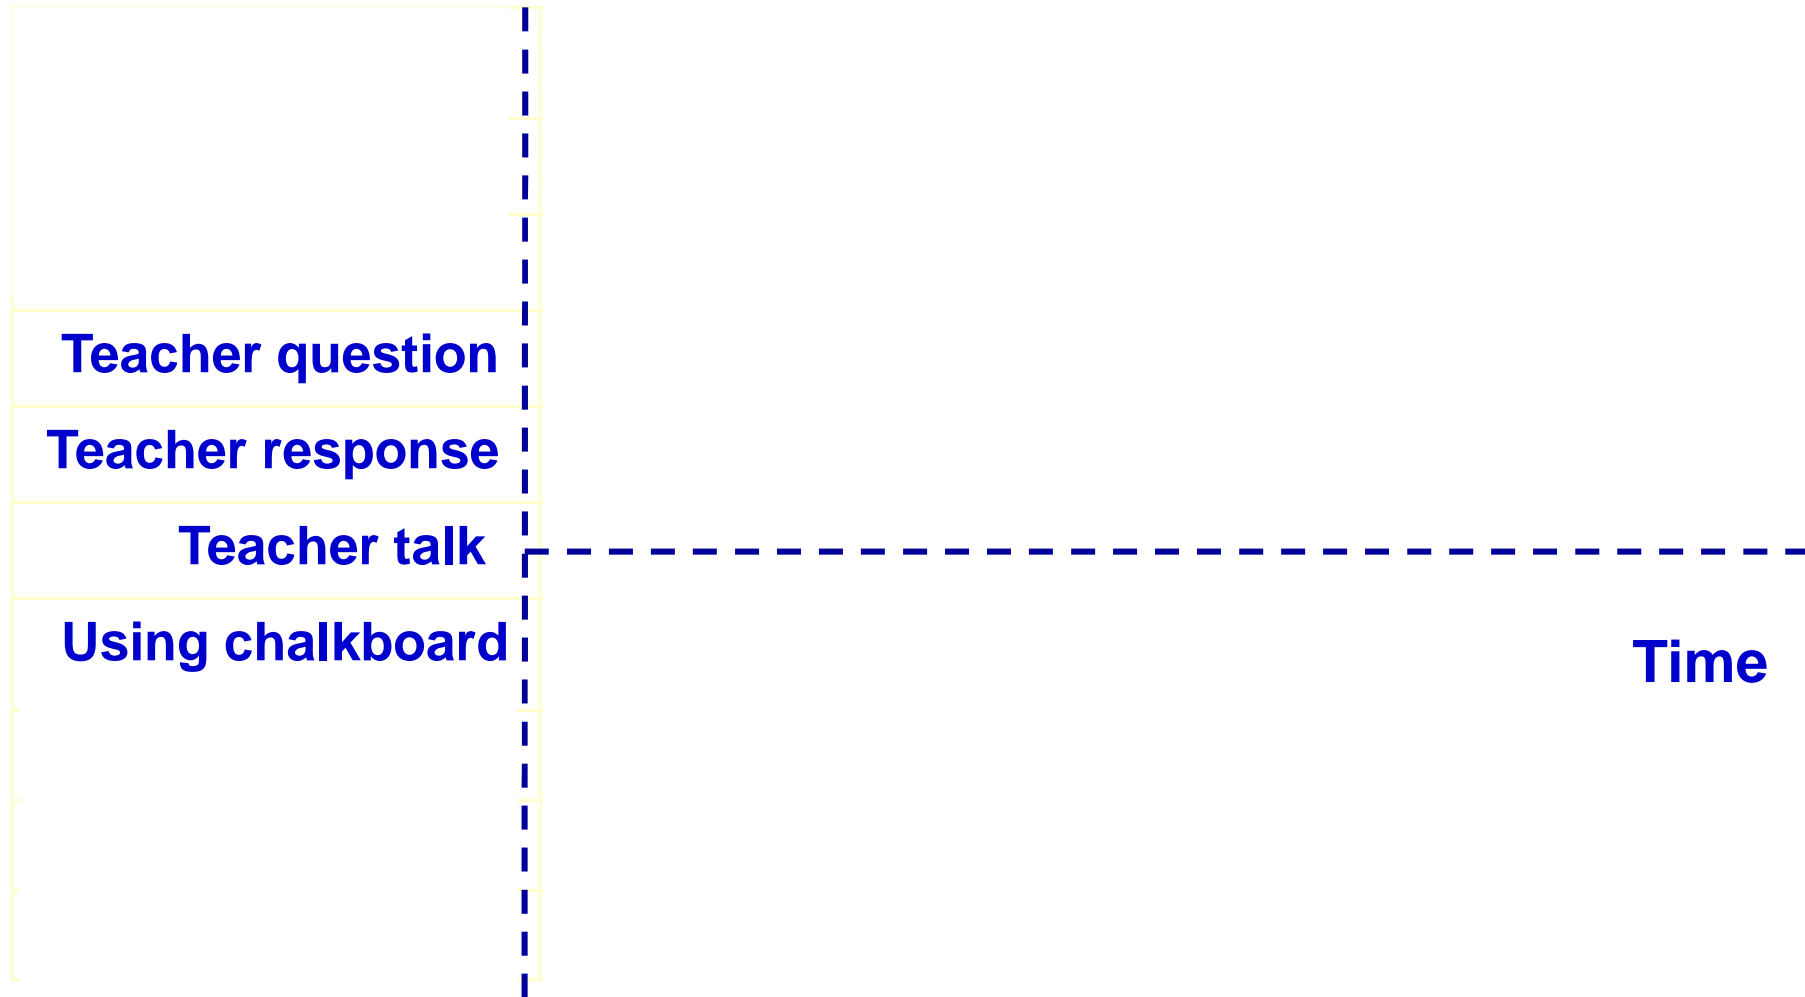 Teacher question
Teacher response
Teacher talk
Using chalkboard
Time